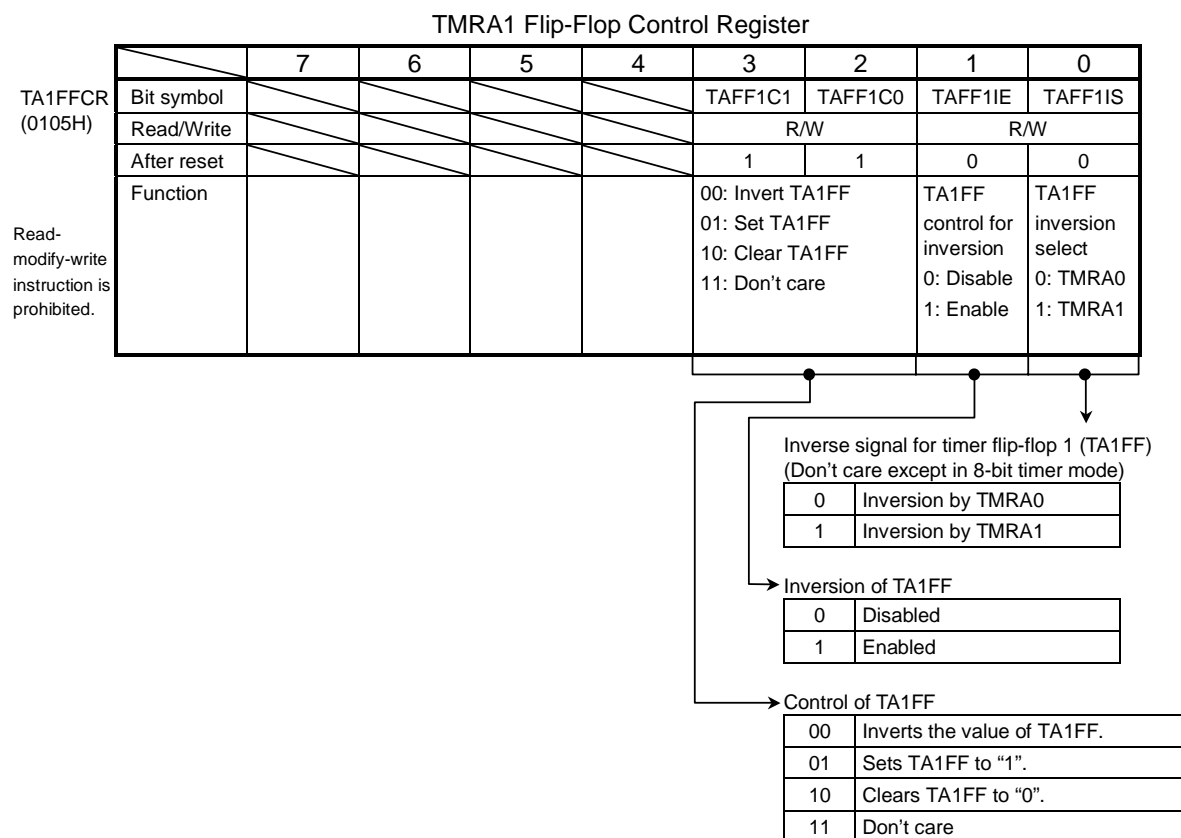 TMRA1 Flip-Flop Control Register
7 6 5 4 3 2 1 0
TA1FFCR
(0105H)
Bit symbol TAFF1C1 TAFF1C0 TAFF1IE TAFF1IS
Read/Write R/W R/W
After reset 1 1 0 0
Function
00: Invert TA1FF
01: Set TA1FF
10: Clear TA1FF
11: Don't care
TA1FF
control for
inversion
0: Disable
1: Enable
TA1FF
inversion
select
0: TMRA0
1: TMRA1
Read-
modify-write
instruction is
prohibited.
Inverse signal for timer flip-flop 1 (TA1FF)
(Don't care except in 8-bit timer mode)
0 Inversion by TMRA0
1 Inversion by TMRA1
Inversion of TA1FF
0 Disabled
1 Enabled
Control of TA1FF
00 Inverts the value of TA1FF.
01 Sets TA1FF to “1”.
10 Clears TA1FF to “0”.
11 Don't care